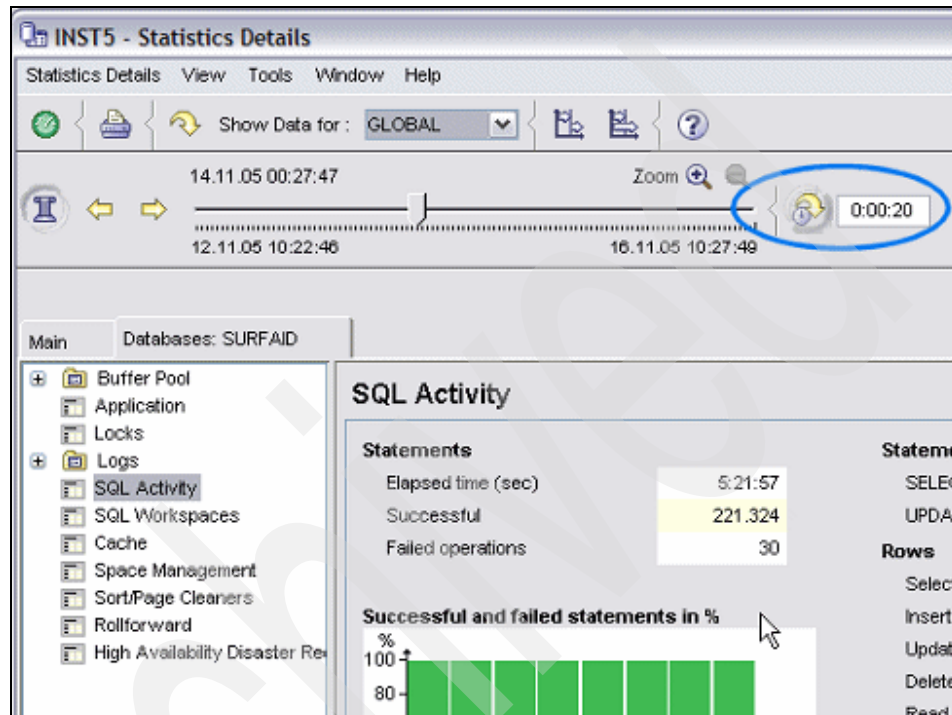 INST5 - Statistics Details
Statistics Details View Tools Window Help
Show Data for : GLOBAL
14.11.05 00:27:47
Zoom
0:00:20
12.11.05 10:22:46
16.11.05 10:27:49
Main
Databases: SURFAID
Buffer Pool
Application
Locks
Logs
SQL Activity
SQL Workspaces
Cache
Space Management
Sort/Page Cleaners
Rollforward
High Availability Disaster Re
SQL Activity
Statements
Elapsed time (sec) 5:21:57
Successful 221.324
Failed operations 30
Successful and failed statements in %
%
100
80
Stateme
SELE
UPDA
Rows
Selec
Insert
Updat
Delete
Read